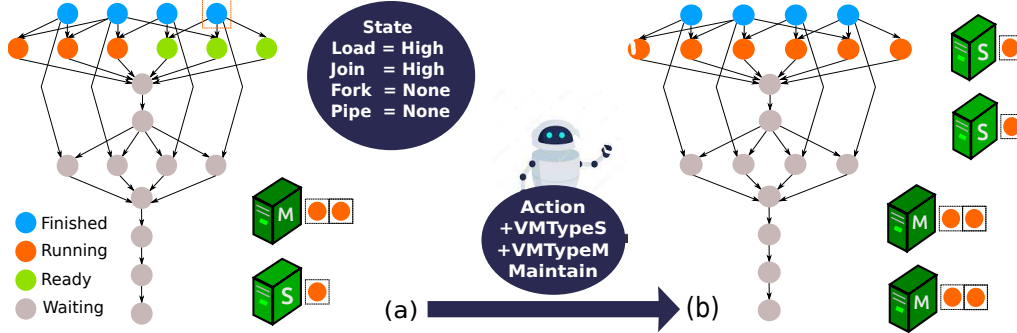 State
Load = High
Join = High
Fork = None
Pipe = None
S
S
M
Finished
Running
Ready
Waiting
S
(a)
Action
+VMTypeS
+VMTypeM
Maintain
(b)
M
M